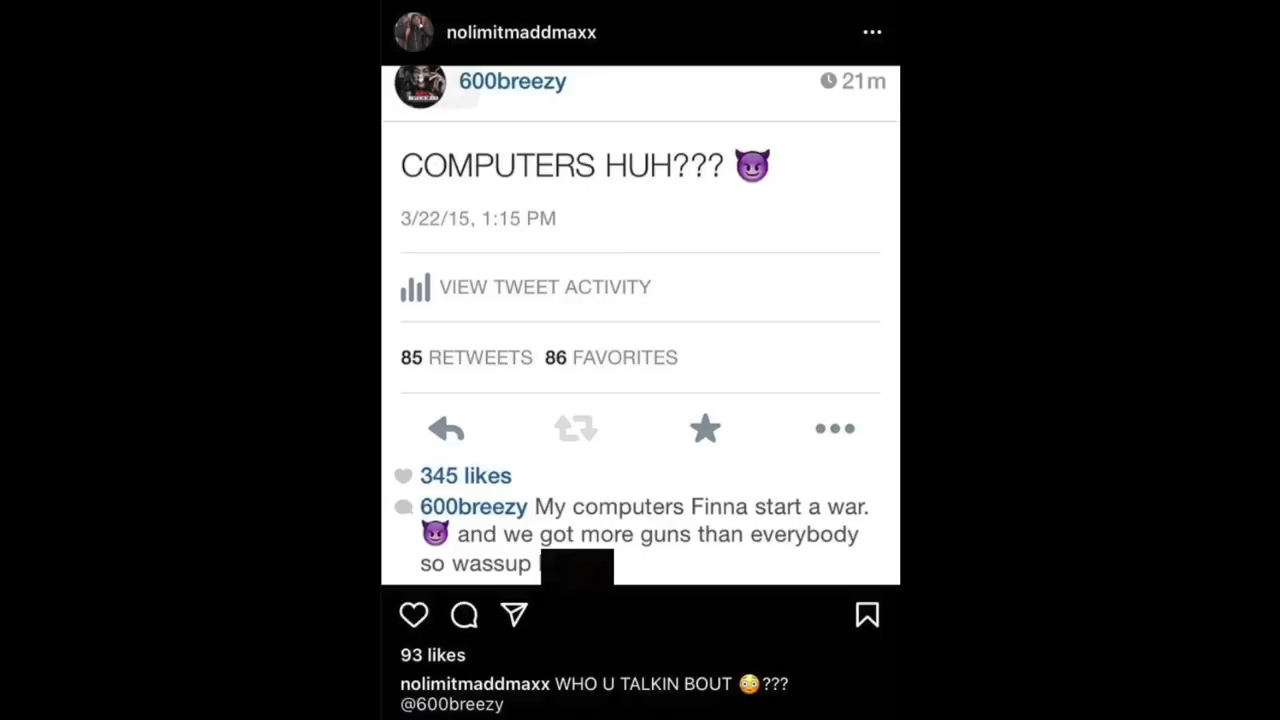 nolimitmaddmaxx
600breezy 21m
COMPUTERS HUH??? 😈
3/22/15, 1:15 PM
VIEW TWEET ACTIVITY
85 RETWEETS 86 FAVORITES
345 likes
600breezy My computers Finna start a war.
😈 and we got more guns than everybody
so wassup
93 likes
nolimitmaddmaxx WHO U TALKIN BOUT 😳???
@600breezy